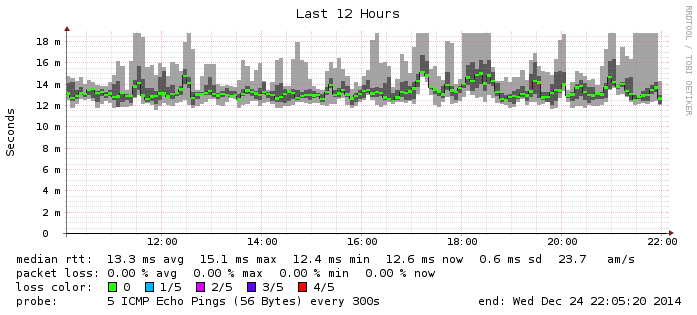 Last 12 Hours
RRDTOOL / TOBI OETIKER
Seconds
18 m
16 m
14 m
12 m
10 m
8 m
6 m
4 m
2 m
0
12:00 14:00 16:00 18:00 20:00 22:00
median rtt: 13.3 ms avg 15.1 ms max 12.4 ms min 12.6 ms now 0.6 ms sd 23.7 am/s
packet loss: 0.00 % avg 0.00 % max 0.00 % min 0.00 % now
loss color: 0 1/5 2/5 3/5 4/5
probe: 5 ICMP Echo Pings (56 Bytes) every 300s end: Wed Dec 24 22:05:20 2014